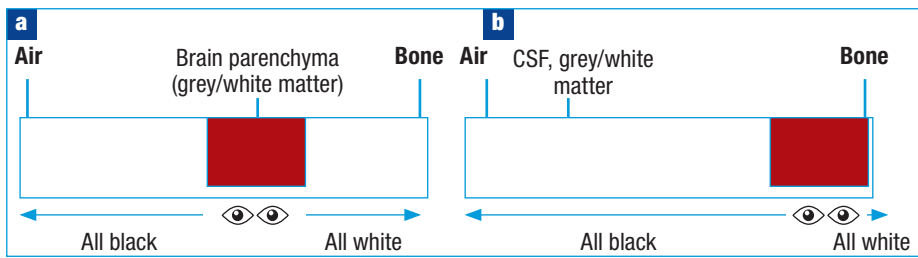 a
Air
Brain parenchyma
(grey/white matter)
Bone
All black
All white
b
Air
CSF, grey/white
matter
Bone
All black
All white